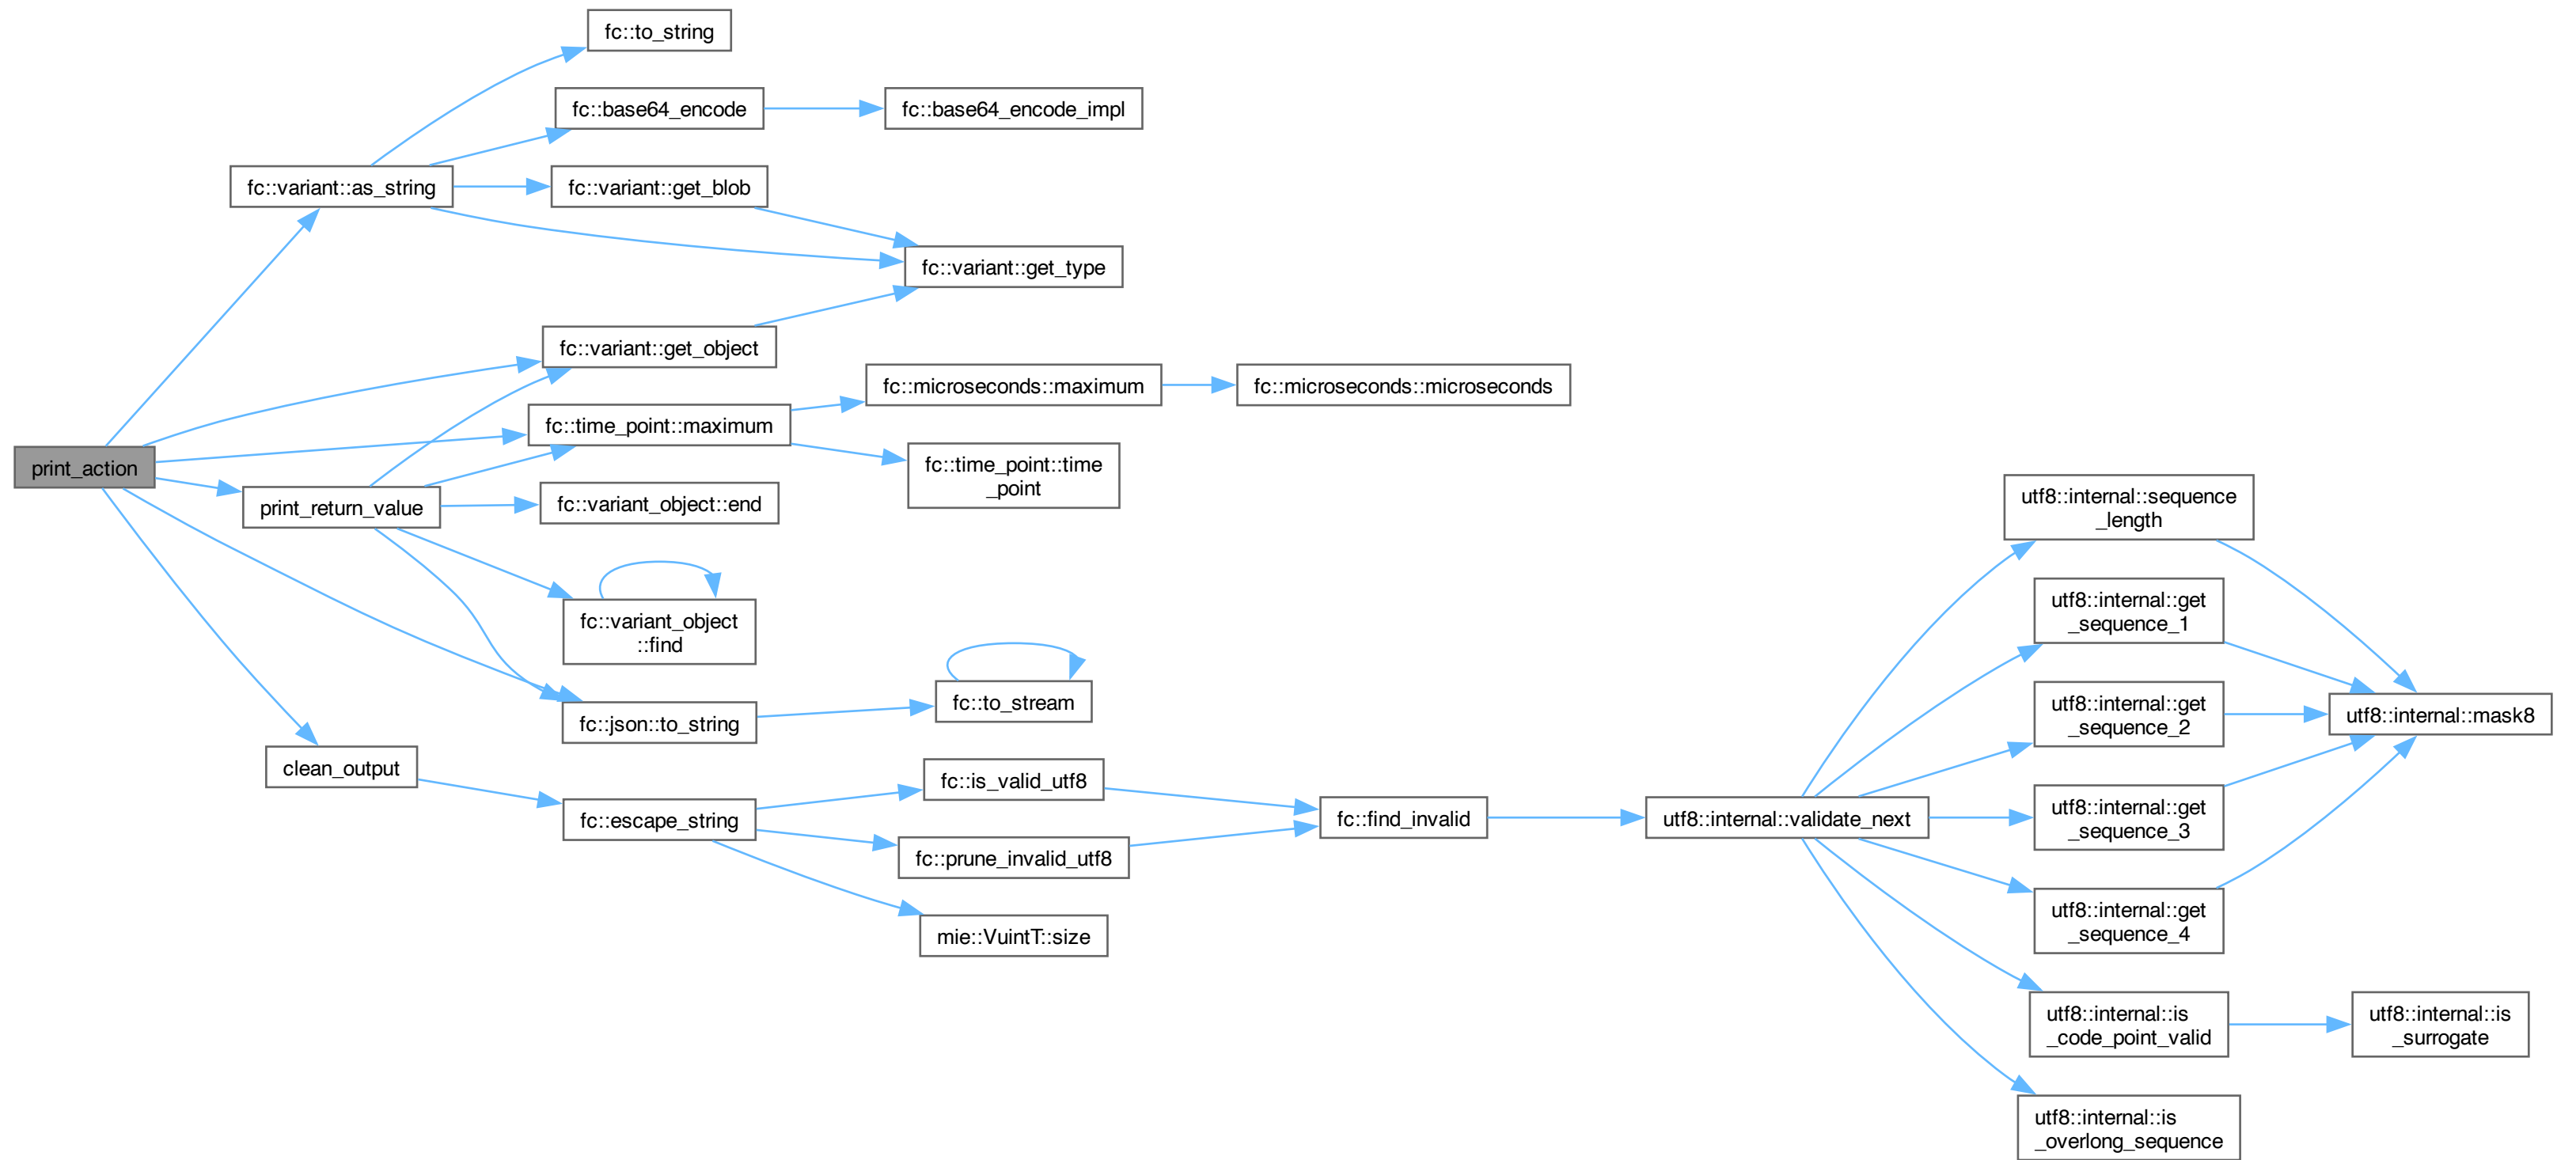 fc::to_string
fc::base64_encode
fc::base64_encode_impl
fc::variant::as_string
fc::variant::get_blob
fc::variant::get_type
fc::variant::get_object
fc::microseconds::maximum
fc::microseconds::microseconds
fc::time_point::maximum
print_action
fc::time_point::time
_point
print_return_value
fc::variant_object::end
utf8::internal::sequence
_length
fc::variant_object
::find
utf8::internal::get
_sequence_1
fc::to_stream
fc::json::to_string
utf8::internal::get
_sequence_2
utf8::internal::mask8
clean_output
fc::is_valid_utf8
fc::escape_string
fc::find_invalid
utf8::internal::validate_next
utf8::internal::get
_sequence_3
fc::prune_invalid_utf8
mie::VuintT::size
utf8::internal::get
_sequence_4
utf8::internal::is
_code_point_valid
utf8::internal::is
_surrogate
utf8::internal::is
_overlong_sequence